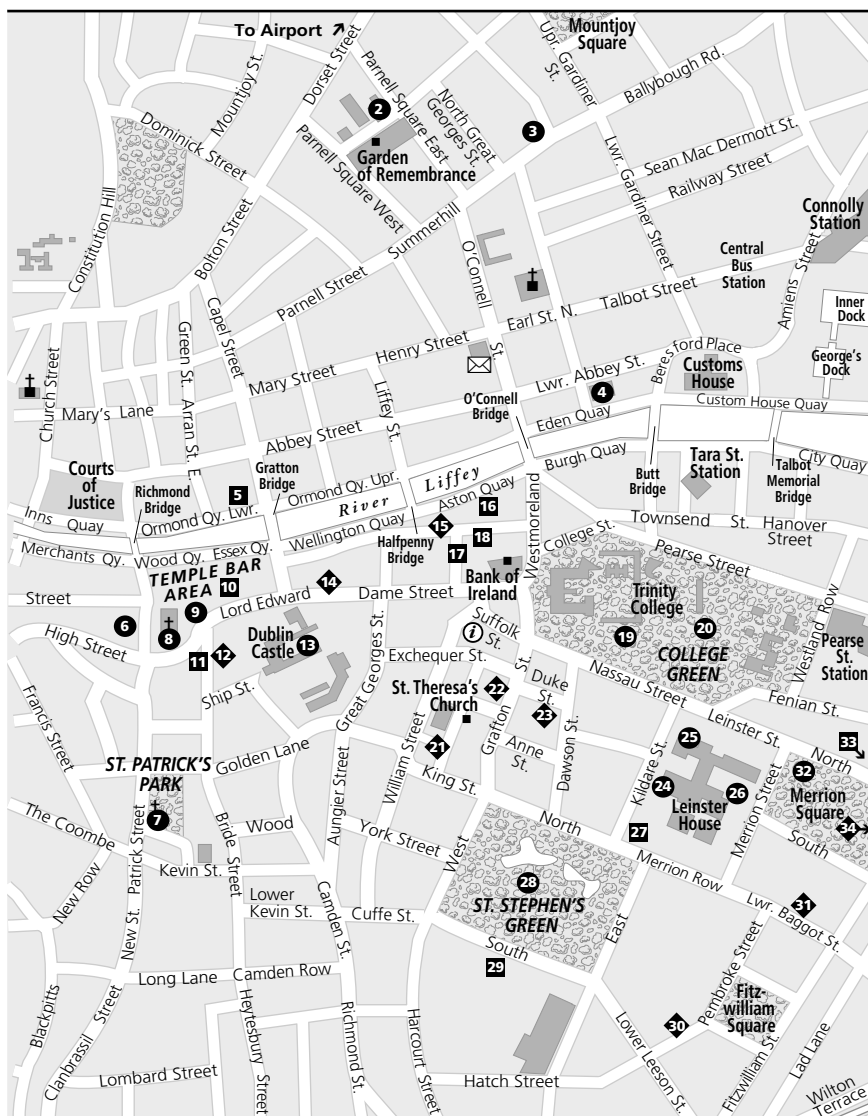 To Airport
Mountjoy
Square
Mountjoy St.
Dorset Street
Parnell Square East
North Great
Georges St.
Upr. Gardiner
St.
Ballybough Rd.
2
3
Dominick Street
Garden
of Remembrance
Parnell Square West
Lwr. Gardiner Street
Sean Mac Dermott St.
Railway Street
Connolly
Station
Constitution Hill
Bolton Street
Summerhill
O'Connell
St.
Central
Bus
Station
Amiens Street
Inner
Dock
George's
Dock
Parnell Street
Talbot Street
Earl St. N.
Capel Street
Green St.
Arran St. E.
Henry Street
Mary Street
Beresford Place
Customs
House
Church Street
Mary's Lane
Liffey St.
Lwr. Abbey St.
4
Abbey Street
O'Connell
Bridge
Eden Quay
Custom House Quay
Courts
of
Justice
Richmond
Bridge
5
Gratton
Bridge
Ormond Qy. Upr.
Ormond Qy. Lwr.
River
Liffey
Burgh Quay
Butt
Bridge
Tara St.
Station
Talbot
Memorial
Bridge
City Quay
Inns Quay
Merchants Qy.
Wood Qy.
Essex Qy.
Wellington Quay
Halfpenny
Bridge
Aston Quay
16
15
18
17
Westmoreland
College St.
Townsend St.
Hanover
Street
Pearse Street
TEMPLE BAR
AREA
10
14
Bank of
Ireland
Street
Lord Edward
Dame Street
6
8
9
High Street
11
12
Dublin
Castle
13
Ship St.
Great Georges St.
i
Suffolk
St.
Exchequer St.
Trinity
College
19
20
COLLEGE
GREEN
Westland Row
Pearse
St.
Station
Nassau Street
Fenian St.
Francis Street
St. Theresa's
Church
22
Grafton
St.
Duke
St.
23
Anne
St.
Dawson St.
21
William Street
King St.
Kildare St.
Leinster St.
North
33
25
24
26
Leinster
House
Merrion Street
32
Merrion
Square
34
South
ST. PATRICK'S
PARK
Golden Lane
7
Aungier Street
The Coombe
Patrick Street
Bride Street
Wood
York Street
West
North
27
Merrion Row
Kevin St.
Lower
Kevin St.
Cuffe St.
28
ST. STEPHEN'S
GREEN
East
South
29
Lwr. Baggot St.
31
New Row
New St.
Camden St.
Pembroke Street
Fitz-
william
Square
30
Long Lane
Camden Row
Blackpitts
Clanbrassil Street
Heytesbury Street
Richmond St.
Harcourt Street
Lower Leeson St.
Fitzwilliam St.
Lad Lane
Lombard Street
Hatch Street
Wilton
Terrace